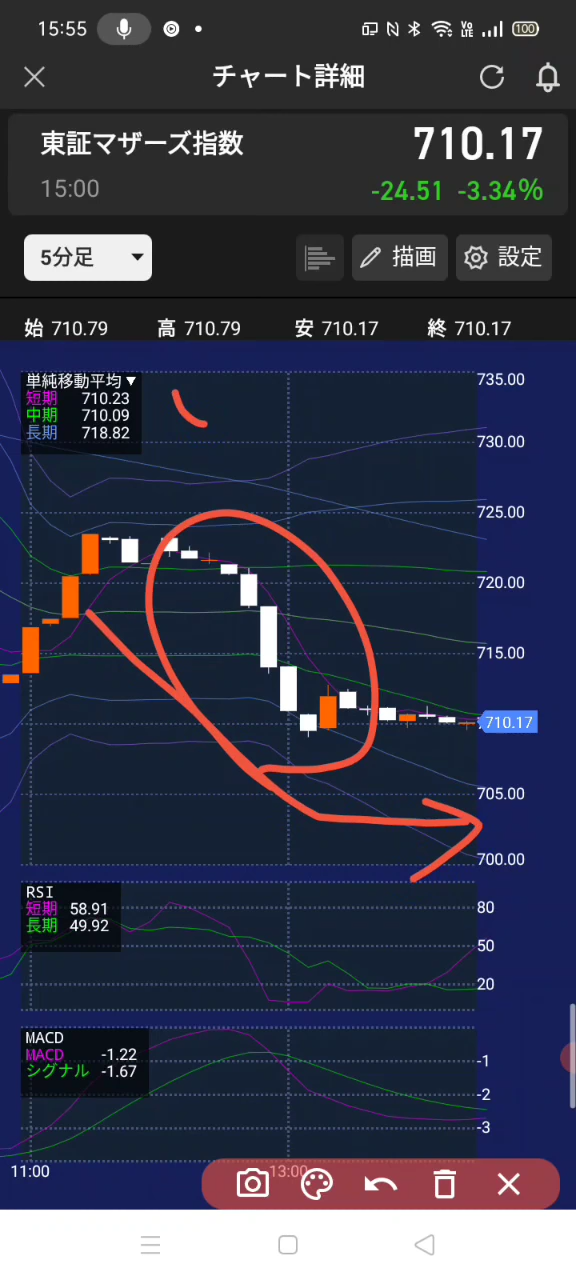 15:55
Vo LTE
100
チャート詳細
東証マザーズ指数
710.17
15:00
-24.51 -3.34%
5分足
描画
設定
始 710.79 高 710.79 安 710.17 終 710.17
単純移動平均▼
短期 710.23
中期 710.09
長期 718.82
735.00
730.00
725.00
720.00
715.00
710.17
705.00
700.00
RSI
短期 58.91
長期 49.92
80
50
20
MACD
MACD -1.22
シグナル -1.67
-1
-2
-3
11:00
13:00